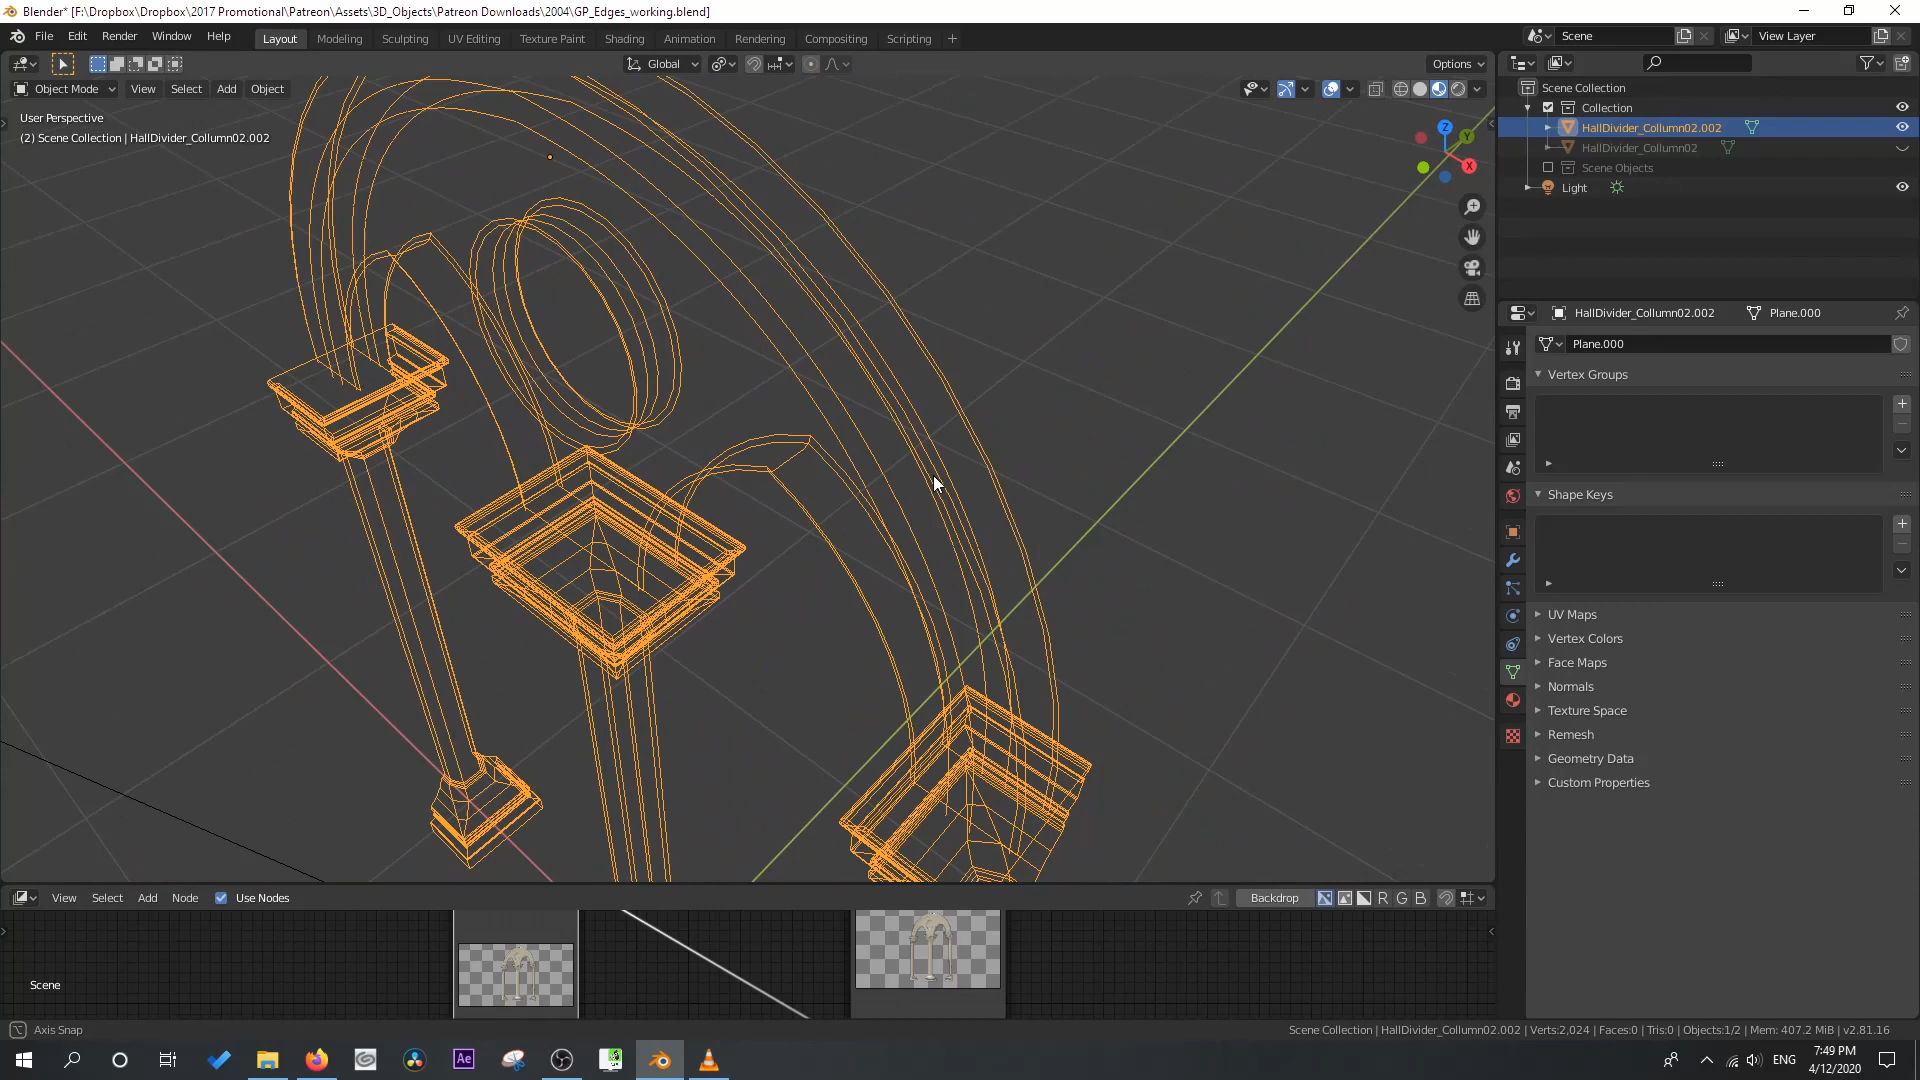 Blender* [F:\Dropbox\Dropbox\2017 Promotional\Patreon\Assets\3D_Objects\Patreon Downloads\2004\GP_Edges_working.blend]
File Edit Render Window Help Layout Modeling Sculpting UV Editing Texture Paint Shading Animation Rendering Compositing Scripting + Scene View Layer
Global Options
Object Mode View Select Add Object
User Perspective
(2) Scene Collection | HallDivider_Collumn02.002
Z
Y
X
Scene Collection
Collection
HallDivider_Collumn02.002
HallDivider_Collumn02
Scene Objects
Light
HallDivider_Collumn02.002 Plane.000
Plane.000
Vertex Groups
Shape Keys
UV Maps
Vertex Colors
Face Maps
Normals
Texture Space
Remesh
Geometry Data
Custom Properties
View Select Add Node Use Nodes Backdrop R G B
Scene
Axis Snap
Scene Collection | HallDivider_Collumn02.002 | Verts:2,024 | Faces:0 | Tris:0 | Objects:1/2 | Mem: 407.2 MiB | v2.81.16
Ae
ENG
7:49 PM
4/12/2020